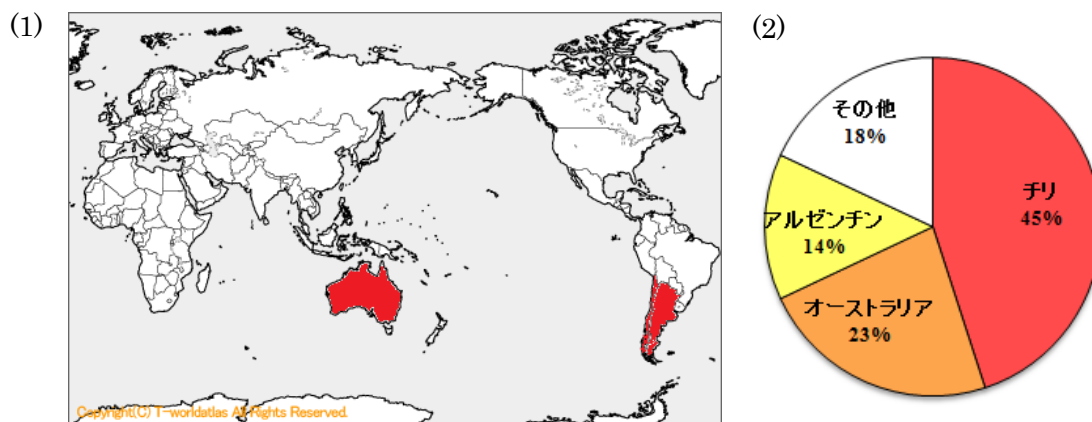 (1)
(2)
その他
18%
チリ
45%
アルゼンチン
14%
オーストラリア
23%
Copyright(C) T-worldatlas All Rights Reserved.